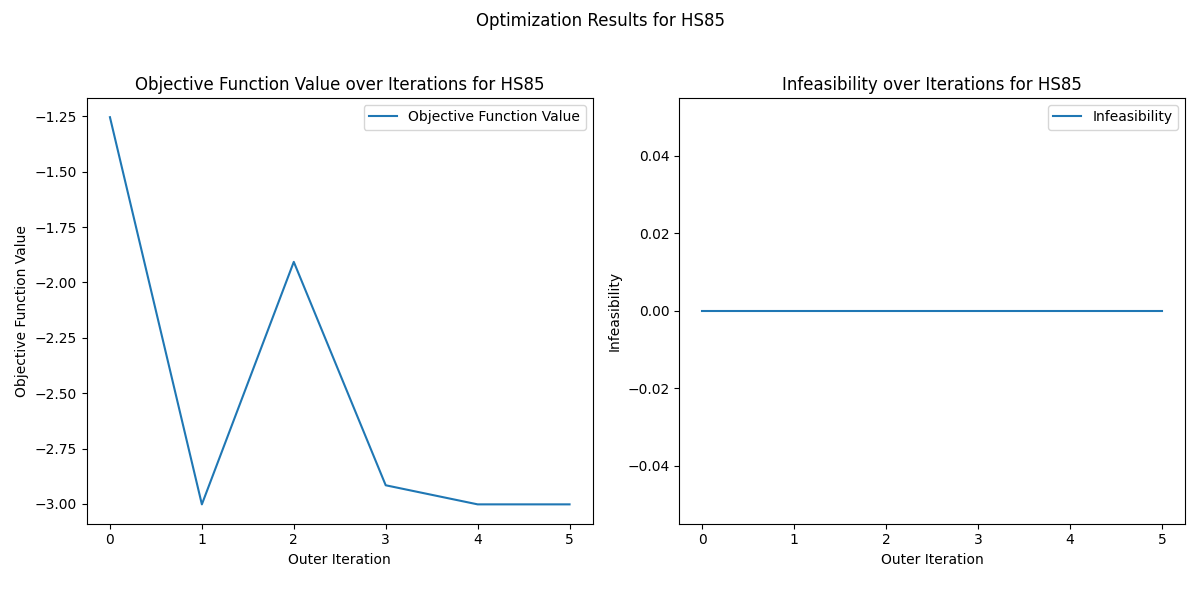 Optimization Results for HS85
Objective Function Value over Iterations for HS85
Objective Function Value
−1.25
−1.50
−1.75
−2.00
−2.25
−2.50
−2.75
−3.00
Objective Function Value
0 1 2 3 4 5
Outer Iteration
Infeasibility over Iterations for HS85
Infeasibility
0.04
0.02
0.00
−0.02
−0.04
Infeasibility
0 1 2 3 4 5
Outer Iteration